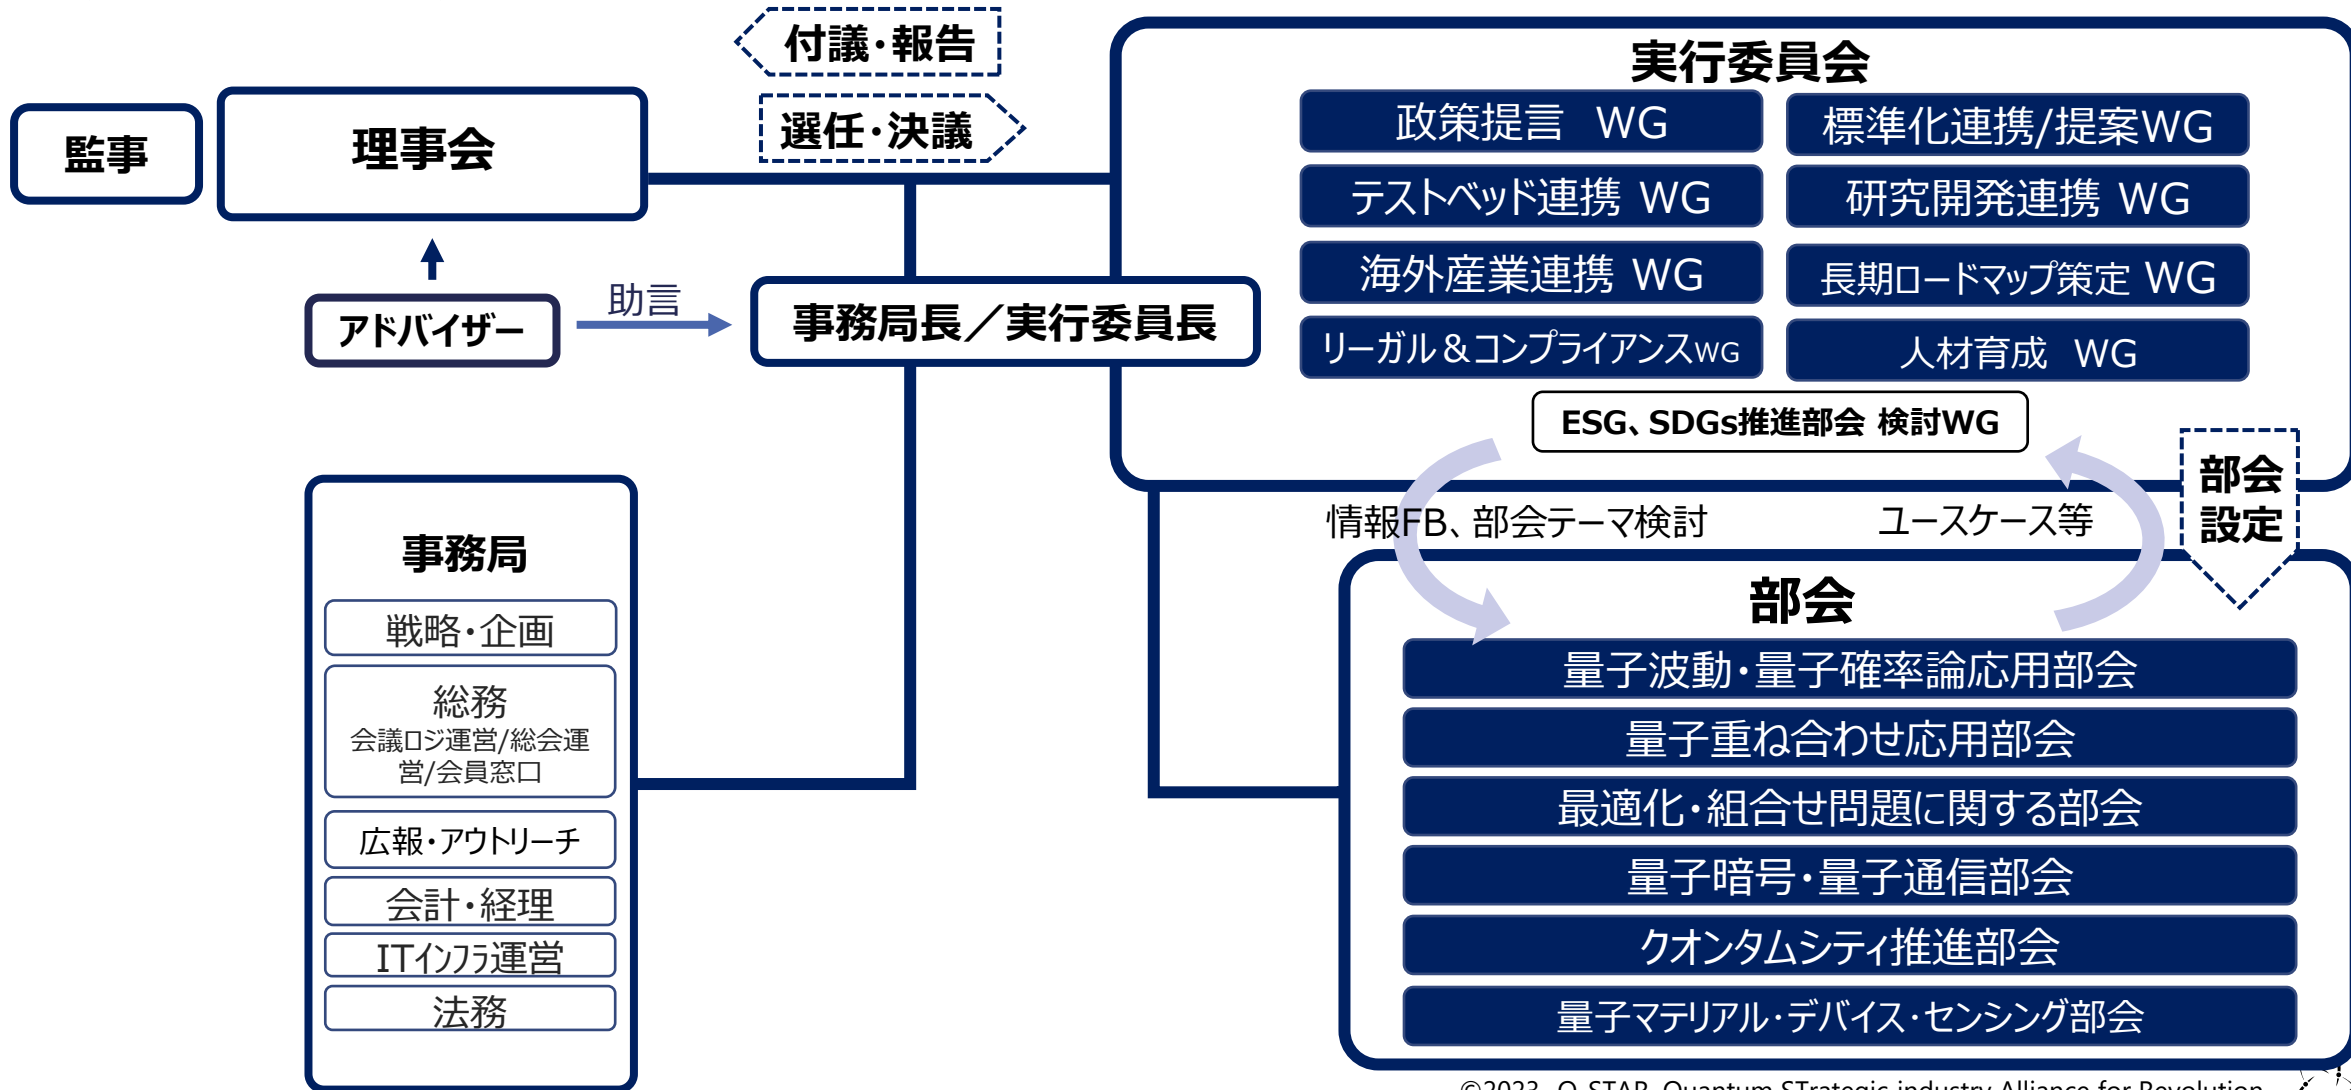 付議・報告
選任・決議
監事
理事会
アドバイザー
助言
事務局長／実行委員長
実行委員会
政策提言　WG
標準化連携/提案WG
テストベッド連携 WG
研究開発連携 WG
海外産業連携 WG
長期ロードマップ策定 WG
リーガル＆コンプライアンスWG
人材育成　WG
ESG、SDGs推進部会 検討WG
部会
設定
情報FB、部会テーマ検討
ユースケース等
事務局
戦略・企画
総務
会議ロジ運営/総会運
営/会員窓口
広報・アウトリーチ
会計・経理
ITインフラ運営
法務
部会
量子波動・量子確率論応用部会
量子重ね合わせ応用部会
最適化・組合せ問題に関する部会
量子暗号・量子通信部会
クオンタムシティ推進部会
量子マテリアル・デバイス・センシング部会
©2023 Q-STAR Quantum STrategic industry Alliance for Revolution